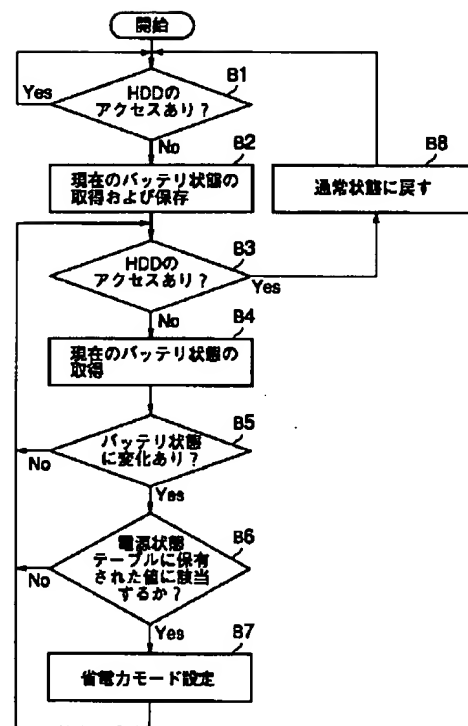 開始
B1
HDDの
アクセスあり？
Yes
No
B2
現在のバッテリ状態の
取得および保存
B8
通常状態に戻す
B3
HDDの
アクセスあり？
Yes
No
B4
現在のバッテリ状態の
取得
B5
バッテリ状態
に変化あり？
No
Yes
B6
電源状態
テーブルに保有
された値に該当
するか？
No
Yes
B7
省電力モード設定